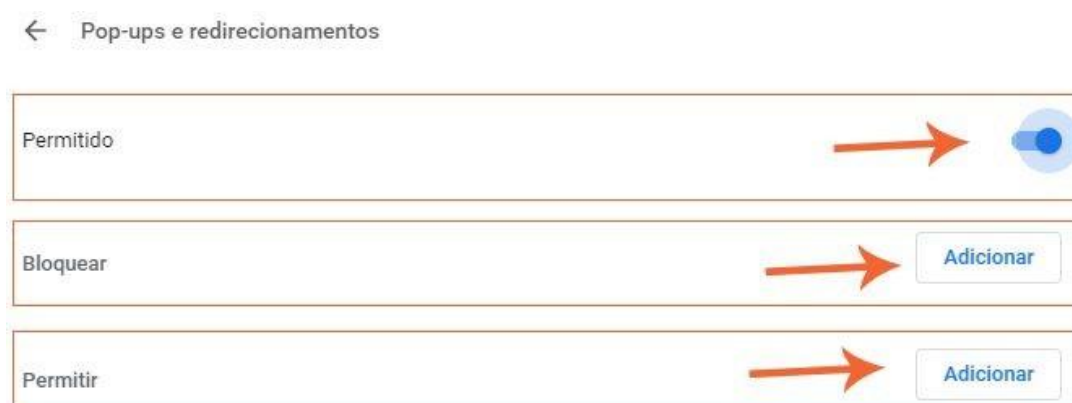 Pop-ups e redirecionamentos
Permitido
Bloquear
Adicionar
Permitir
Adicionar